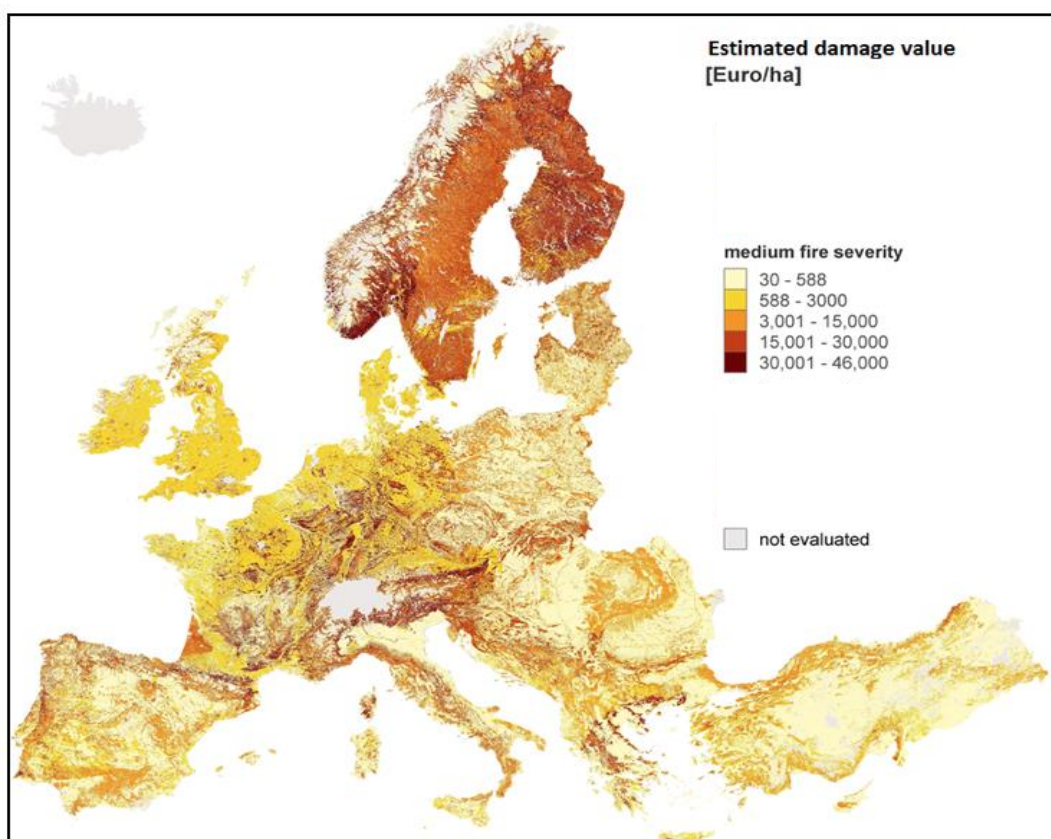 Estimated damage value
[Euro/ha]
medium fire severity
30 - 588
588 - 3000
3,001 - 15,000
15,001 - 30,000
30,001 - 46,000
not evaluated